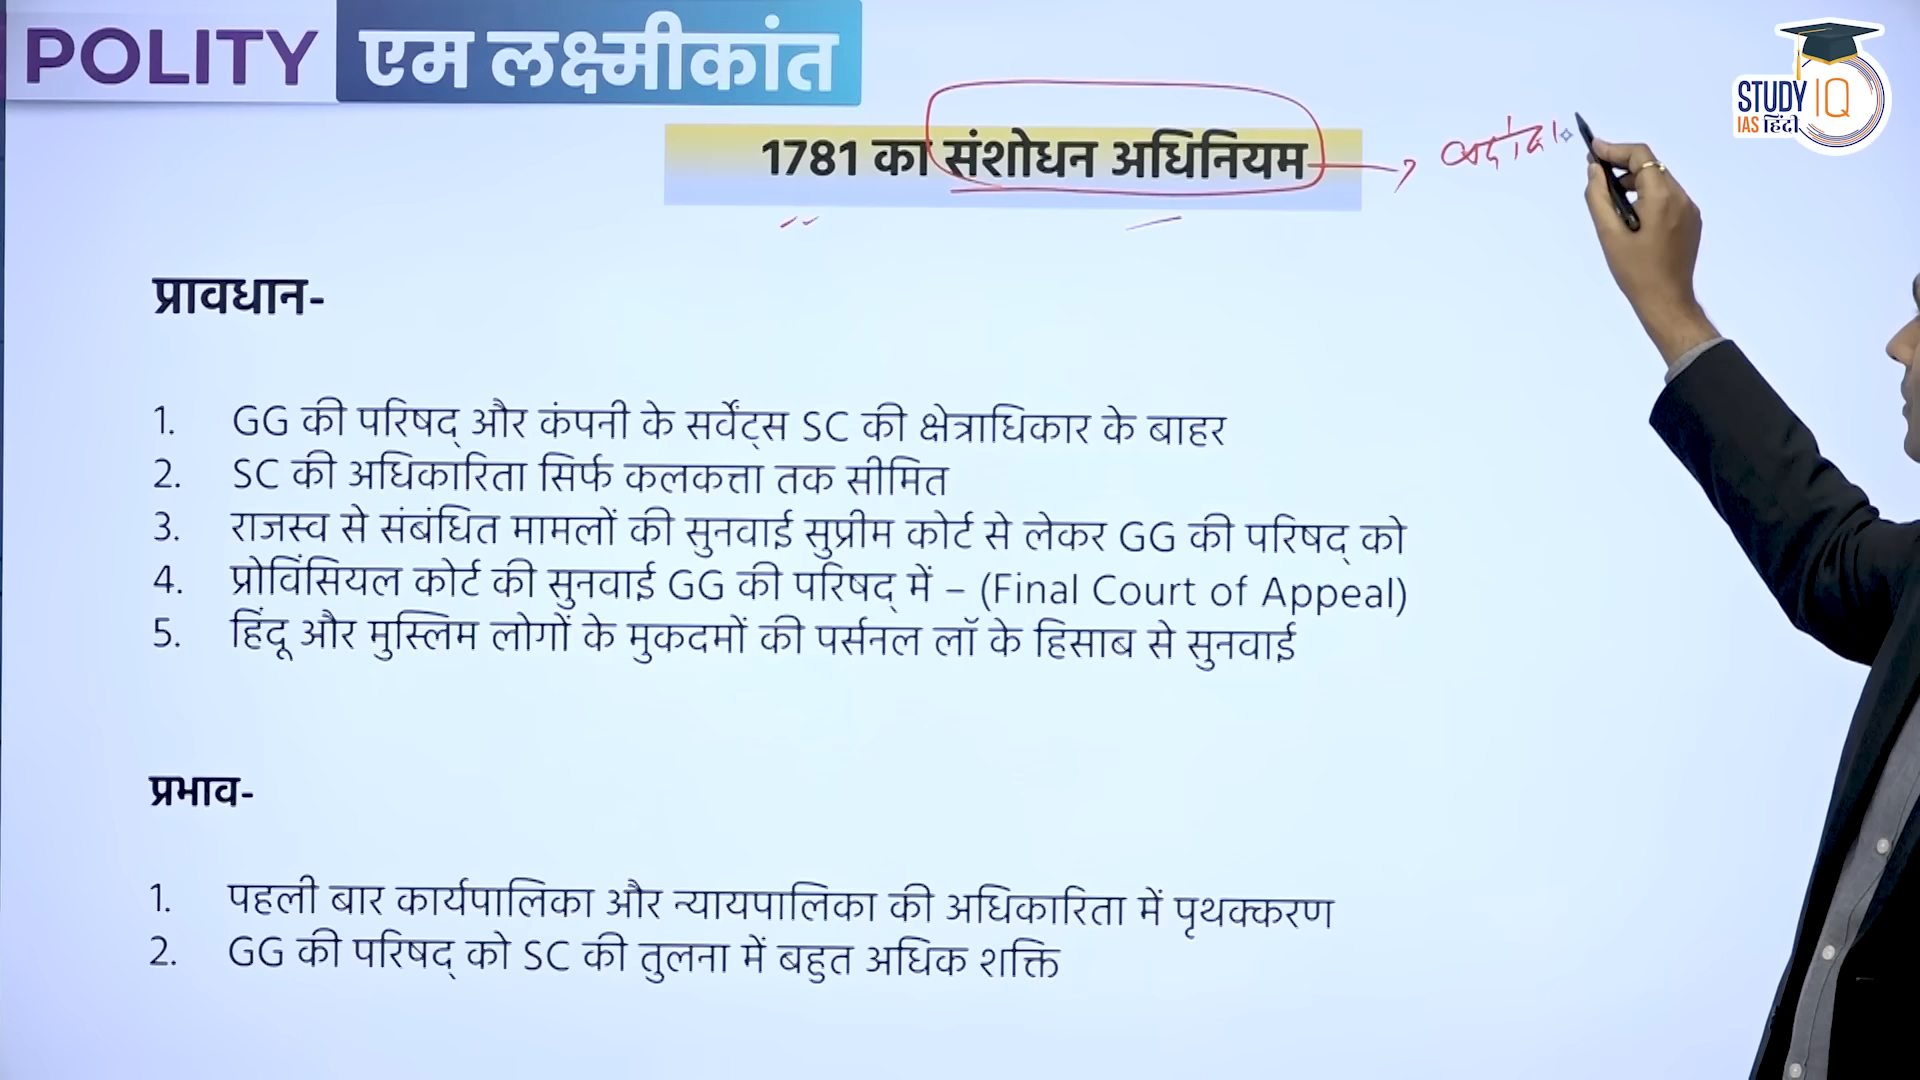 POLITY एम लक्ष्मीकांत
STUDY IQ
IAS हिंदी
1781 का संशोधन अधिनियम
प्रावधान-
1. GG की परिषद् और कंपनी के सर्वेंट्स SC की क्षेत्राधिकार के बाहर
2. SC की अधिकारिता सिर्फ कलकत्ता तक सीमित
3. राजस्व से संबंधित मामलों की सुनवाई सुप्रीम कोर्ट से लेकर GG की परिषद् को
4. प्रोविंसियल कोर्ट की सुनवाई GG की परिषद् में – (Final Court of Appeal)
5. हिंदू और मुस्लिम लोगों के मुकदमों की पर्सनल लॉ के हिसाब से सुनवाई
प्रभाव-
1. पहली बार कार्यपालिका और न्यायपालिका की अधिकारिता में पृथक्करण
2. GG की परिषद् को SC की तुलना में बहुत अधिक शक्ति